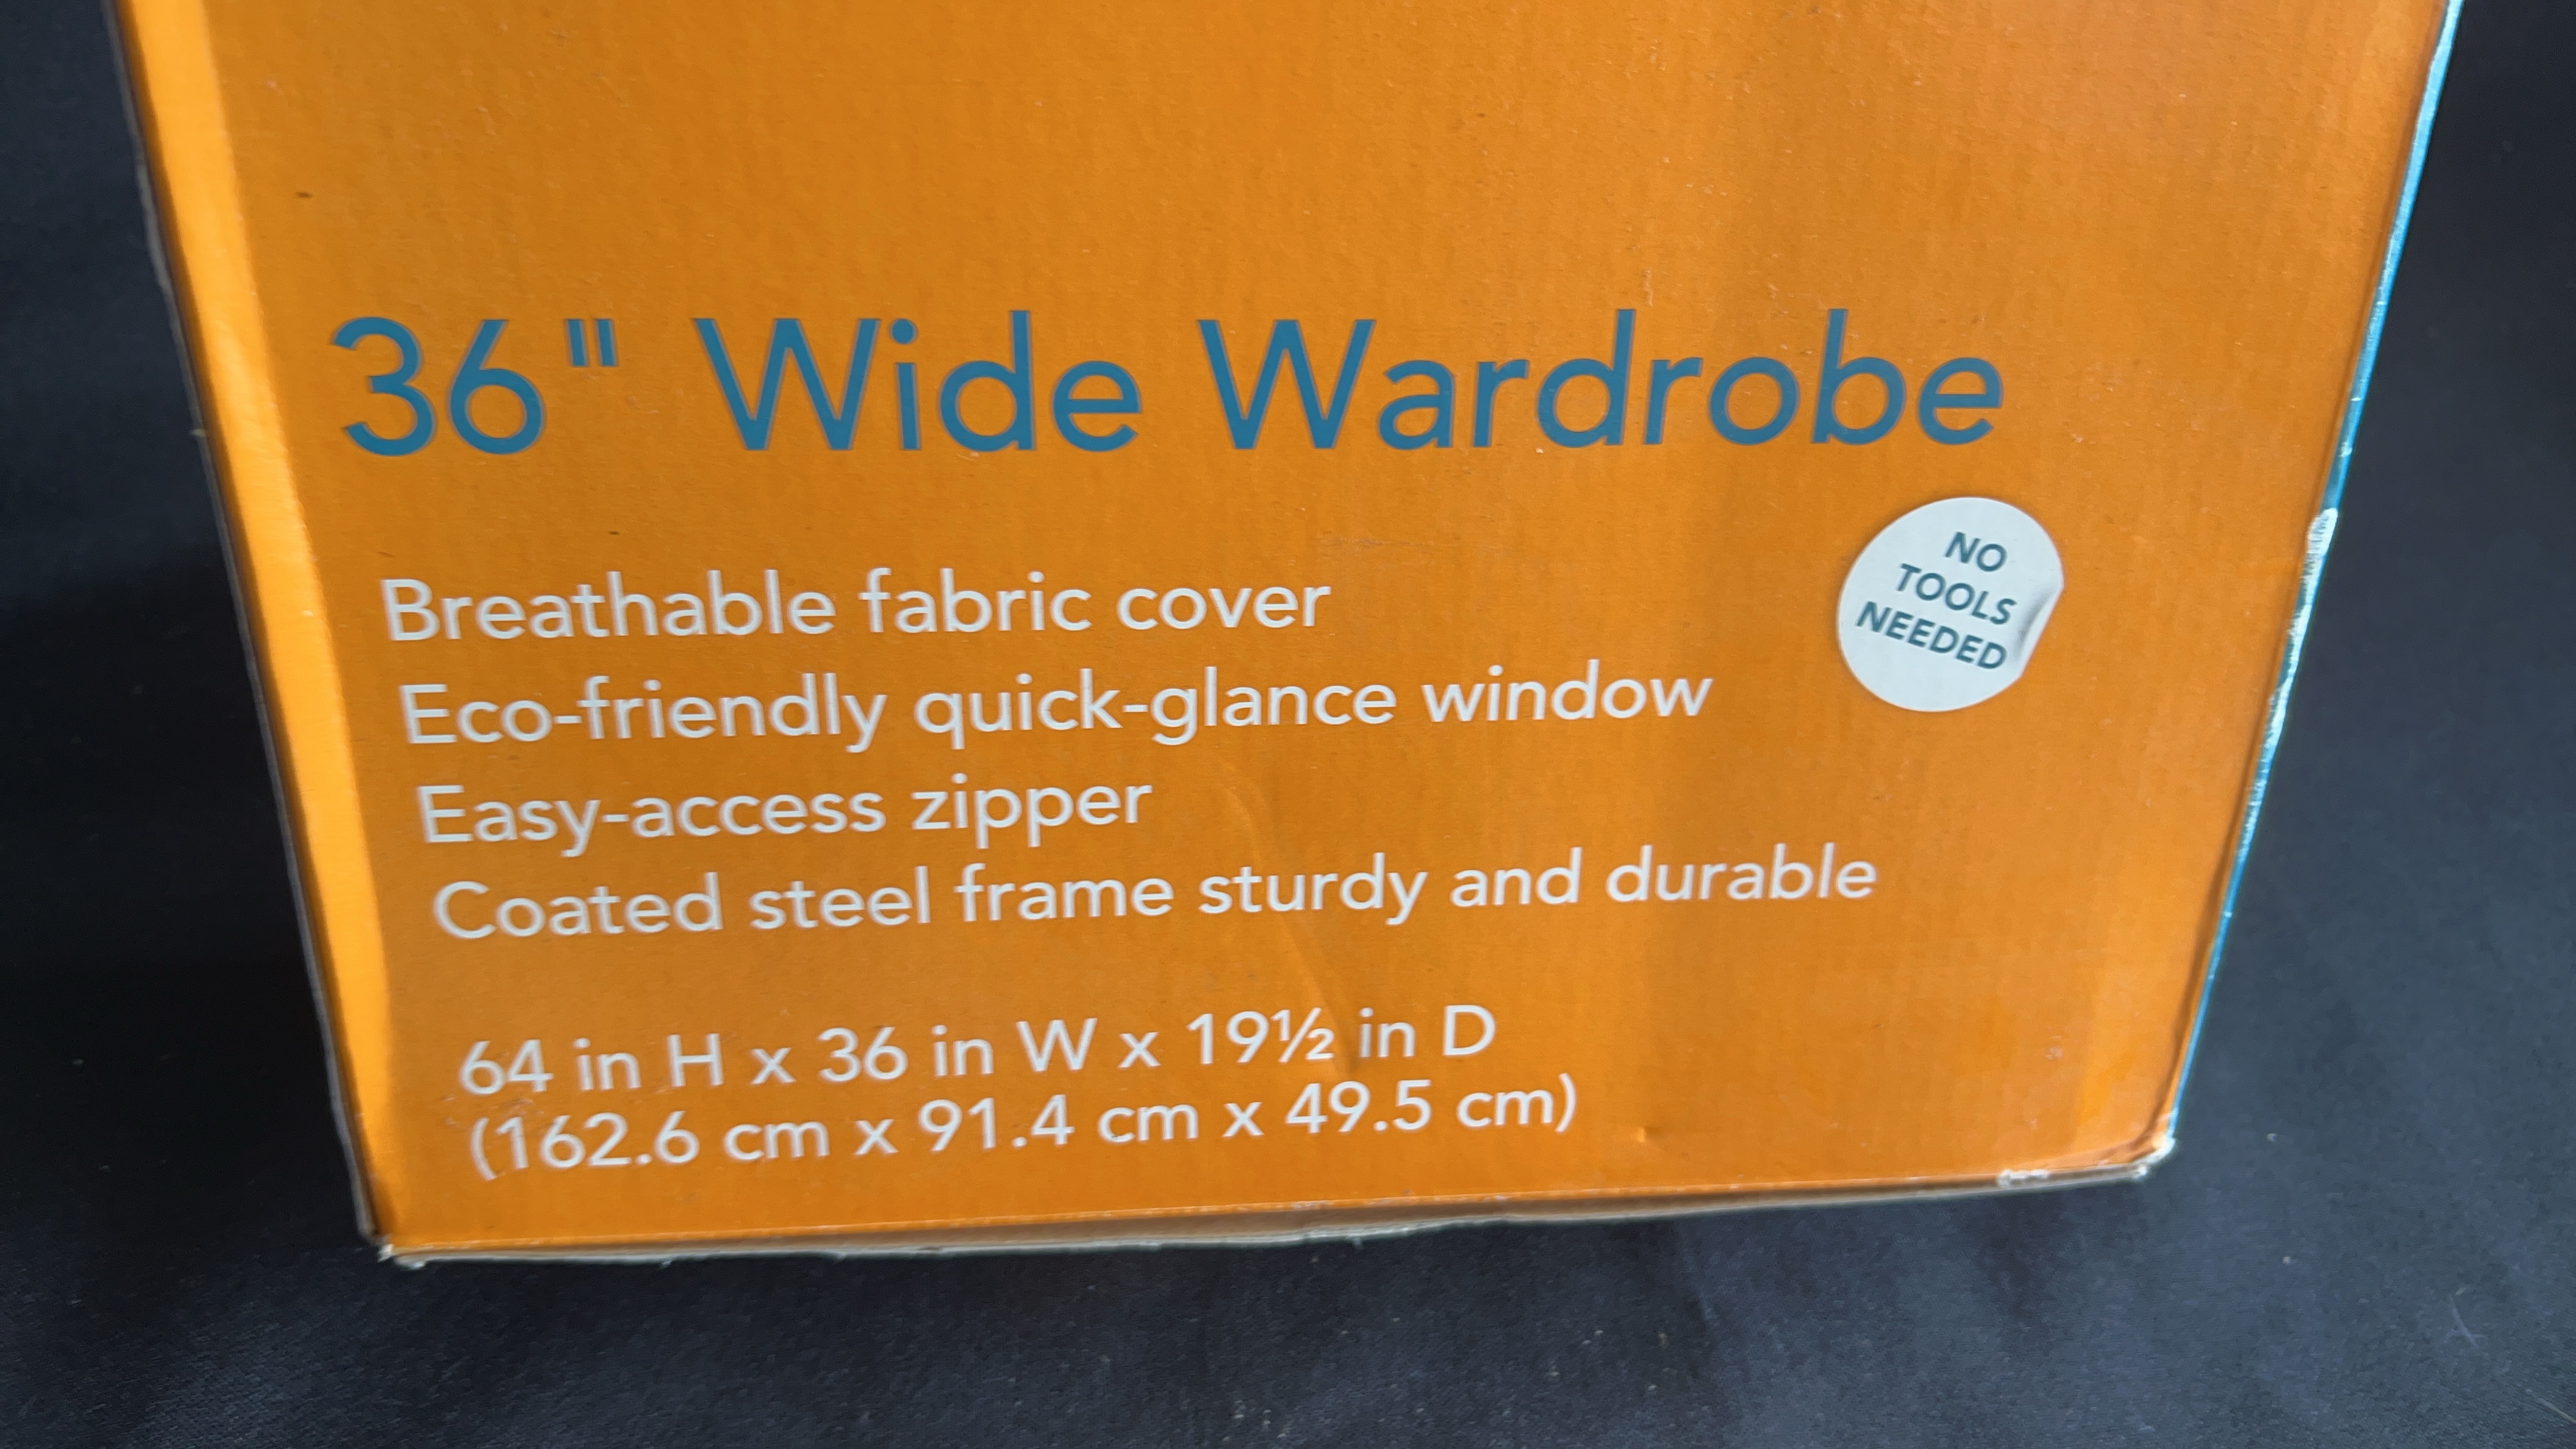 36" Wide Wardrobe
NO
TOOLS
NEEDED
Breathable fabric cover
Eco-friendly quick-glance window
Easy-access zipper
Coated steel frame sturdy and durable
64 in H x 36 in W x 19½ in D
(162.6 cm x 91.4 cm x 49.5 cm)